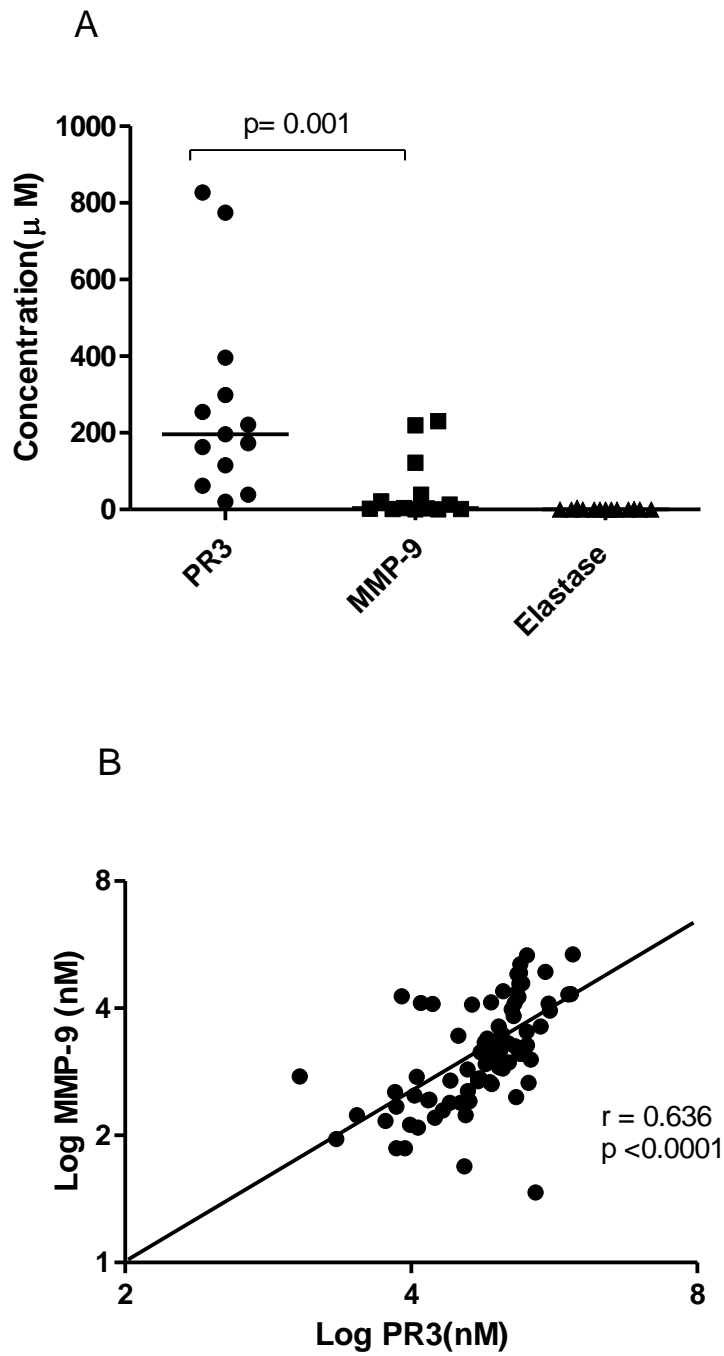 A
p= 0.001
1000
800
600
400
200
0
Concentration(μ M)
PR3
MMP-9
Elastase
B
8
4
2
1
Log MMP-9 (nM)
r = 0.636
p <0.0001
2
4
8
Log PR3(nM)